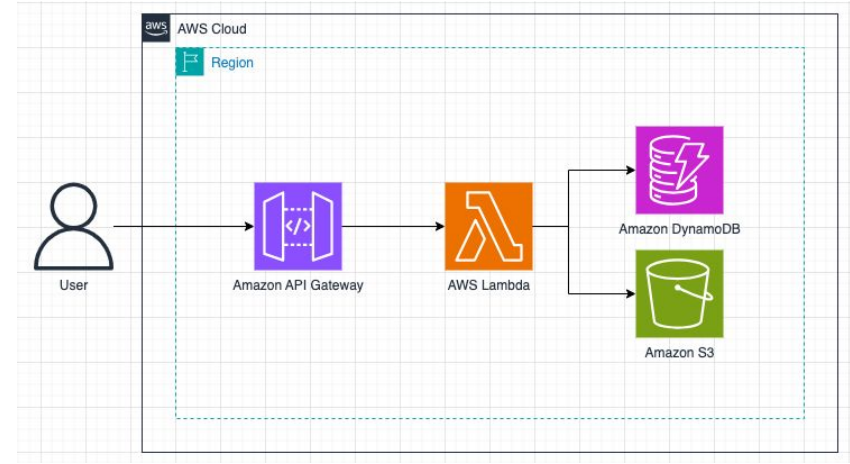 aws
AWS Cloud
Region
</>
User
Amazon API Gateway
AWS Lambda
Amazon DynamoDB
Amazon S3